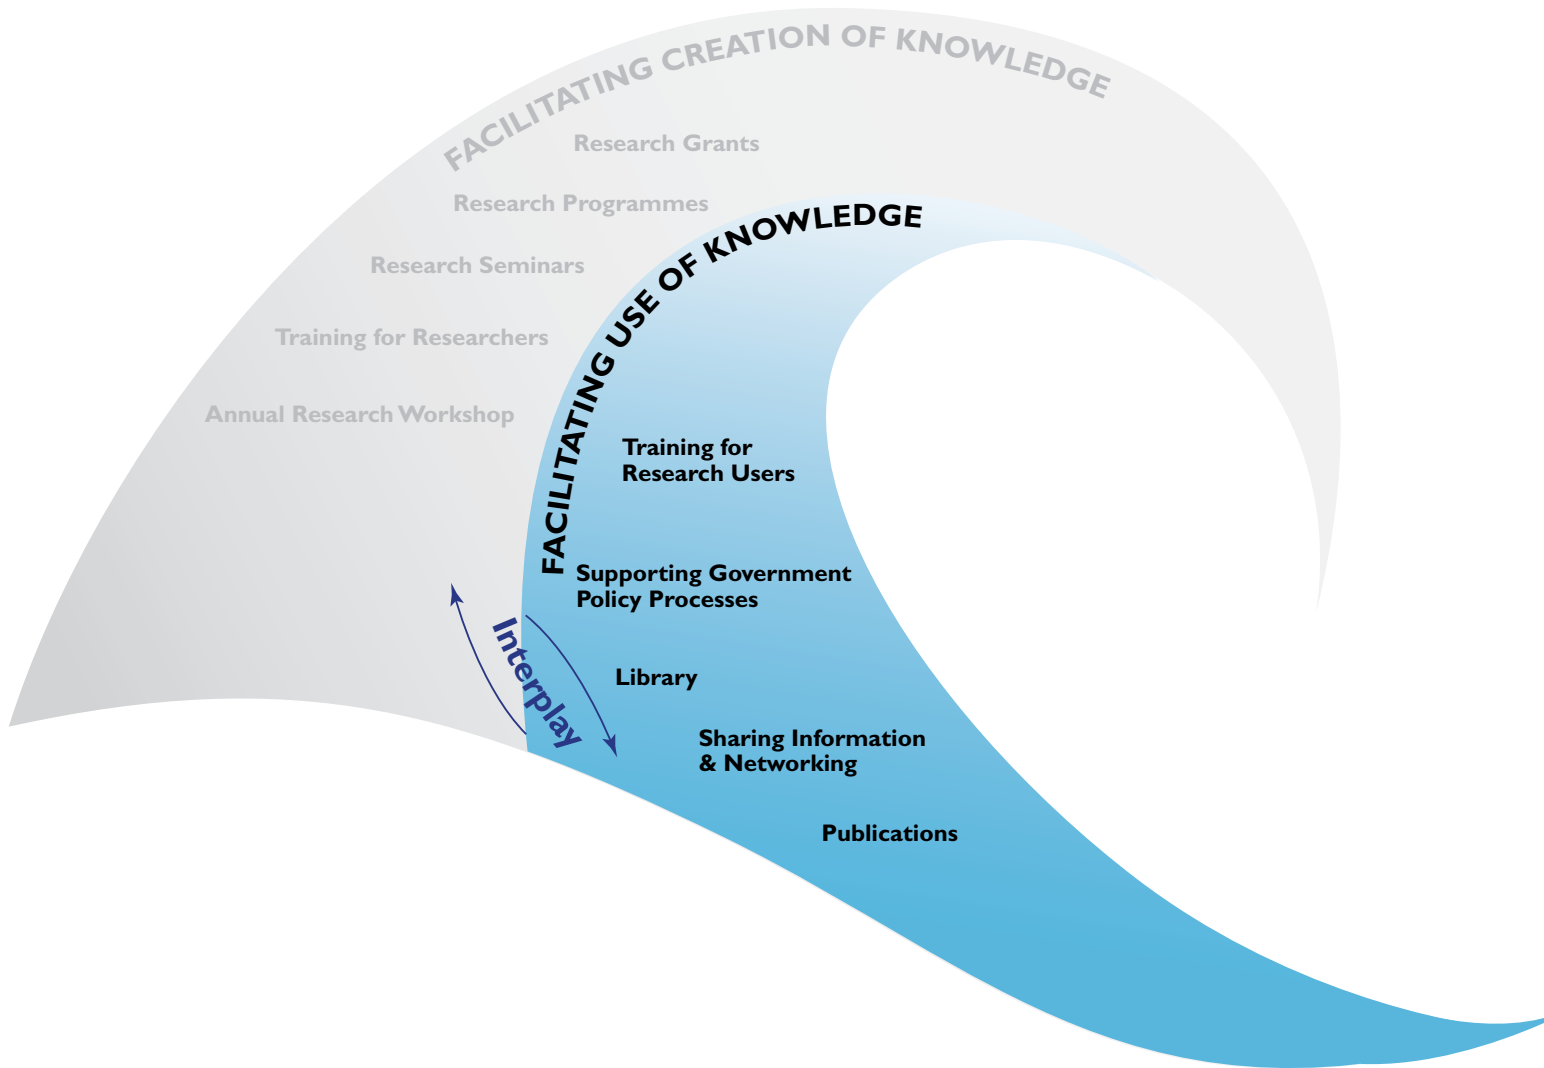 FACILITATING CREATION OF KNOWLEDGE
Research Grants
Research Programmes
Research Seminars
Training for Researchers
Annual Research Workshop
FACILITATING USE OF KNOWLEDGE
Training for
Research Users
Supporting Government
Policy Processes
Interplay
Library
Sharing Information
& Networking
Publications